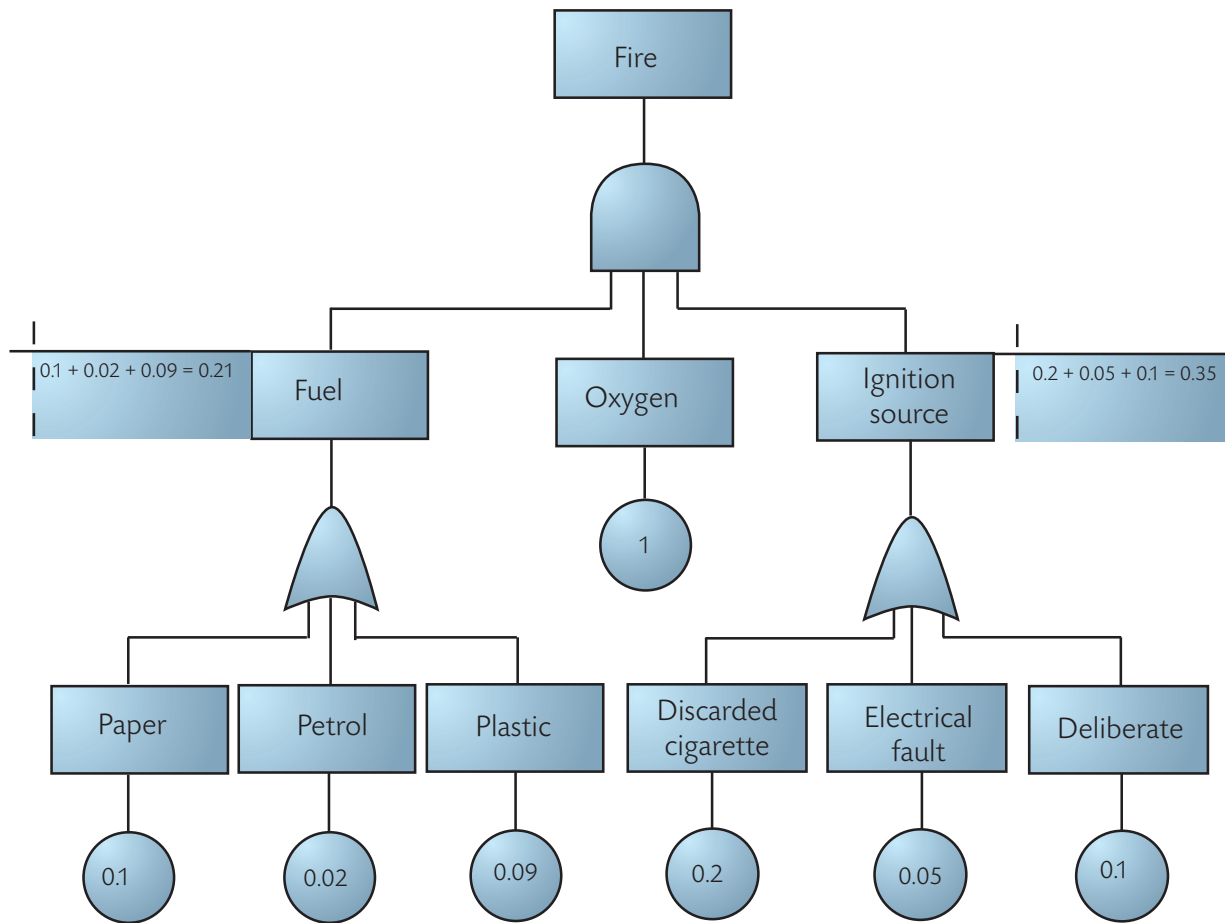 Fire
0.1 + 0.02 + 0.09 = 0.21
Fuel
Oxygen
Ignition
source
0.2 + 0.05 + 0.1 = 0.35
1
Paper
Petrol
Plastic
Discarded
cigarette
Electrical
fault
Deliberate
0.1
0.02
0.09
0.2
0.05
0.1